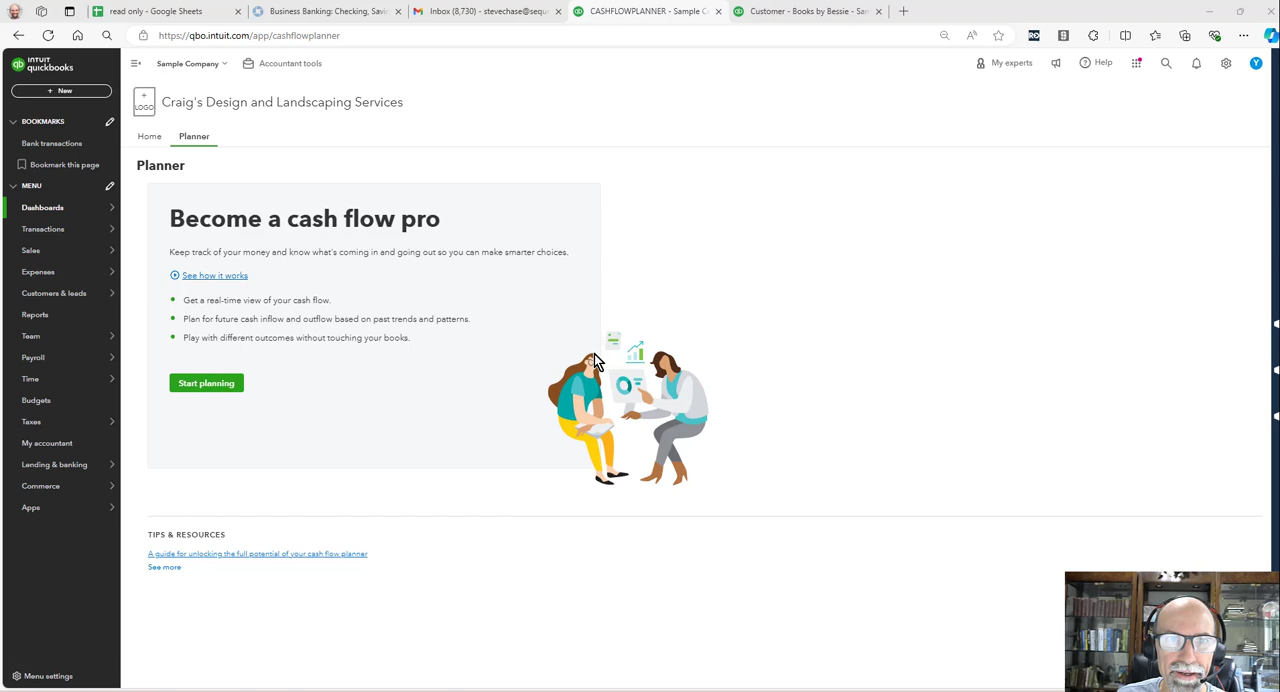 read only - Google Sheets
Business Banking: Checking, Savi
Inbox (8,730) - stevechase@sequ
CASHFLOWPLANNER - Sample C
Customer - Books by Bessie - Sam
https://qbo.intuit.com/app/cashflowplanner
INTUIT
quickbooks
Sample Company
Accountant tools
My experts
Help
Y
+ New
+
LOGO
Craig's Design and Landscaping Services
BOOKMARKS
Bank transactions
Bookmark this page
MENU
Dashboards
Transactions
Sales
Expenses
Customers & leads
Reports
Team
Payroll
Time
Budgets
Taxes
My accountant
Lending & banking
Commerce
Apps
Menu settings
Home
Planner
Planner
Become a cash flow pro
Keep track of your money and know what's coming in and going out so you can make smarter choices.
See how it works
Get a real-time view of your cash flow.
Plan for future cash inflow and outflow based on past trends and patterns.
Play with different outcomes without touching your books.
Start planning
TIPS & RESOURCES
A guide for unlocking the full potential of your cash flow planner
See more